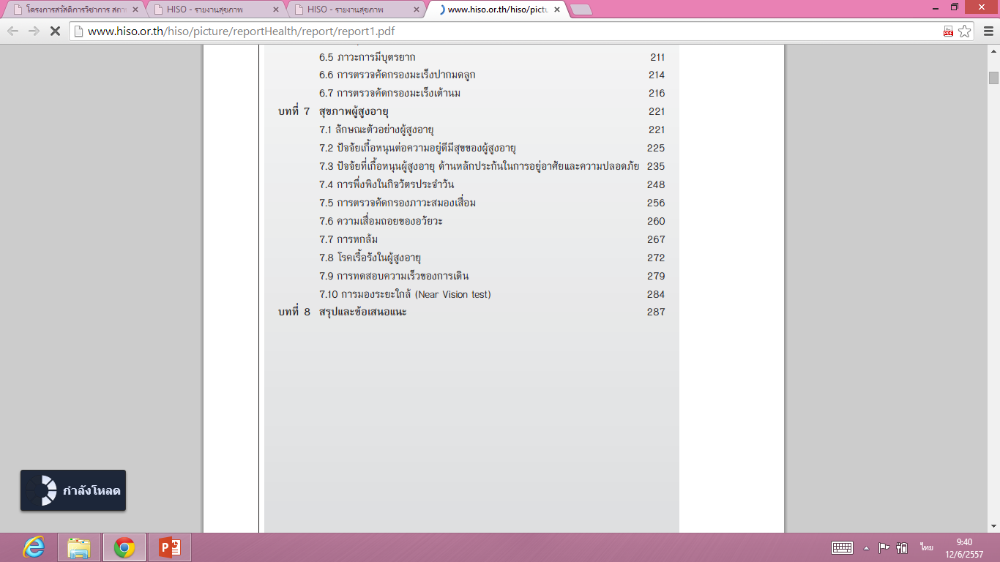 โครงการสวัสดิการวิชาการ สถา
HISO - รายงานสุขภาพ
HISO - รายงานสุขภาพ
www.hiso.or.th/hiso/pictu
www.hiso.or.th/hiso/picture/reportHealth/report/report1.pdf
6.5 ภาวะการมีบุตรยาก 211
6.6 การตรวจคัดกรองมะเร็งปากมดลูก 214
6.7 การตรวจคัดกรองมะเร็งเต้านม 216
บทที่ 7 สุขภาพผู้สูงอายุ 221
7.1 ลักษณะตัวอย่างผู้สูงอายุ 221
7.2 ปัจจัยเกื้อหนุนต่อความอยู่ดีมีสุขของผู้สูงอายุ 225
7.3 ปัจจัยที่เกื้อหนุนผู้สูงอายุ ด้านหลักประกันในการอยู่อาศัยและความปลอดภัย 235
7.4 การพึ่งพิงในกิจวัตรประจำวัน 248
7.5 การตรวจคัดกรองภาวะสมองเสื่อม 256
7.6 ความเสื่อมถอยของอวัยวะ 260
7.7 การหกล้ม 267
7.8 โรคเรื้อรังในผู้สูงอายุ 272
7.9 การทดสอบความเร็วของการเดิน 279
7.10 การมองระยะใกล้ (Near Vision test) 284
บทที่ 8 สรุปและข้อเสนอแนะ 287
กำลังโหลด
ไทย
9:40
12/6/2557